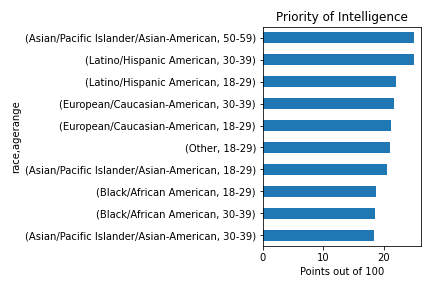 Priority of Intelligence
(Asian/Pacific Islander/Asian-American, 50-59)
(Latino/Hispanic American, 30-39)
(Latino/Hispanic American, 18-29)
(European/Caucasian-American, 30-39)
(European/Caucasian-American, 18-29)
(Other, 18-29)
(Asian/Pacific Islander/Asian-American, 18-29)
(Black/African American, 18-29)
(Black/African American, 30-39)
(Asian/Pacific Islander/Asian-American, 30-39)
race,agerange
0 10 20
Points out of 100